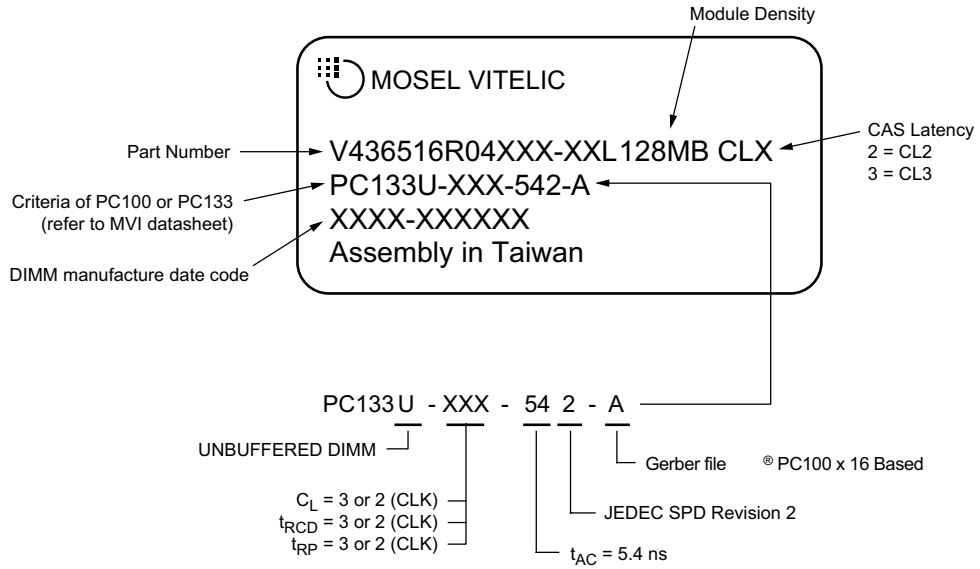 Module Density
MOSEL VITELIC
Part Number
V436516R04XXX-XXL128MB CLX
CAS Latency
2 = CL2
3 = CL3
Criteria of PC100 or PC133
(refer to MVI datasheet)
PC133U-XXX-542-A
DIMM manufacture date code
XXXX-XXXXXX
Assembly in Taiwan
PC133 U - XXX - 54 2 - A
UNBUFFERED DIMM
Gerber file ® PC100 x 16 Based
CL = 3 or 2 (CLK)
tRCD = 3 or 2 (CLK)
tRP = 3 or 2 (CLK)
JEDEC SPD Revision 2
tAC = 5.4 ns